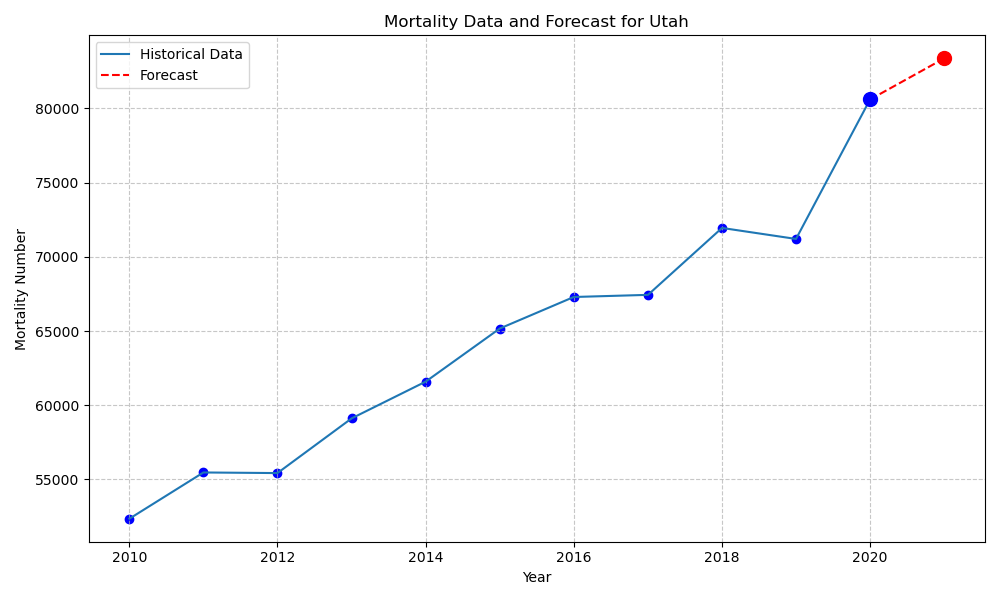 Mortality Data and Forecast for Utah
Historical Data
Forecast
80000
75000
70000
65000
60000
55000
Mortality Number
2010 2012 2014 2016 2018 2020
Year